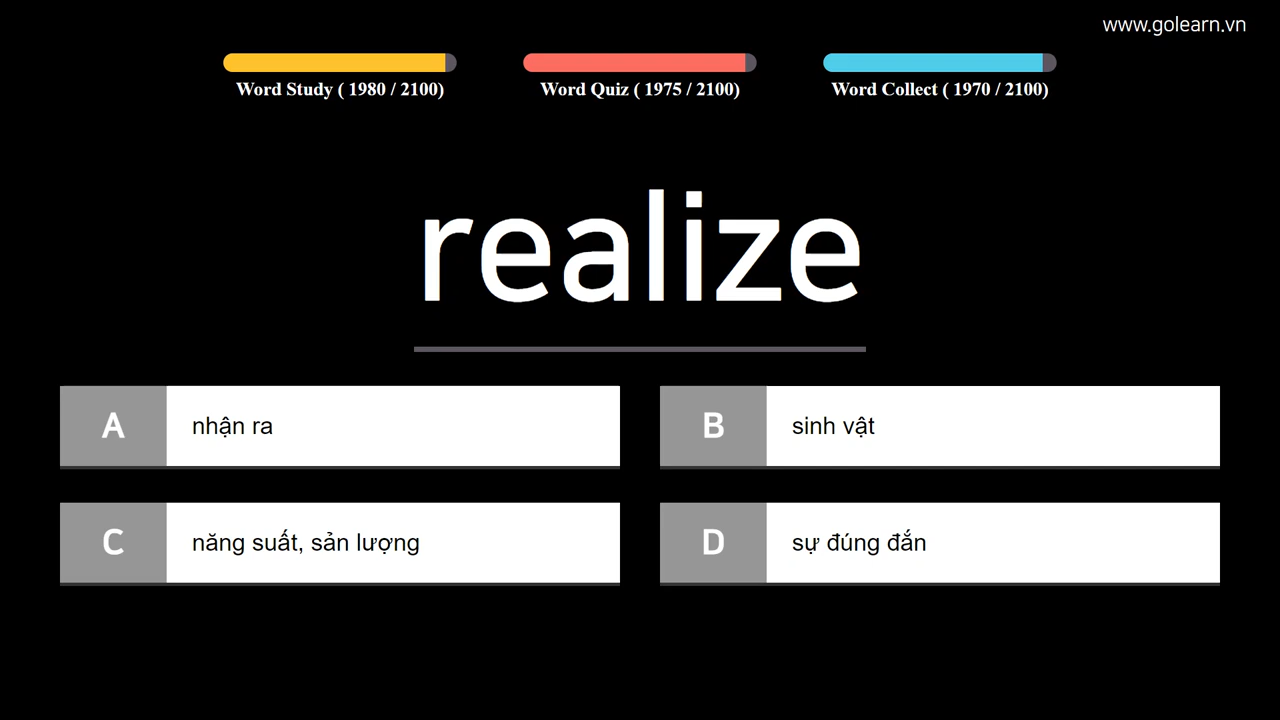 www.golearn.vn
Word Study ( 1980 / 2100)
Word Quiz ( 1975 / 2100)
Word Collect ( 1970 / 2100)
realize
A nhận ra
B sinh vật
C năng suất, sản lượng
D sự đúng đắn